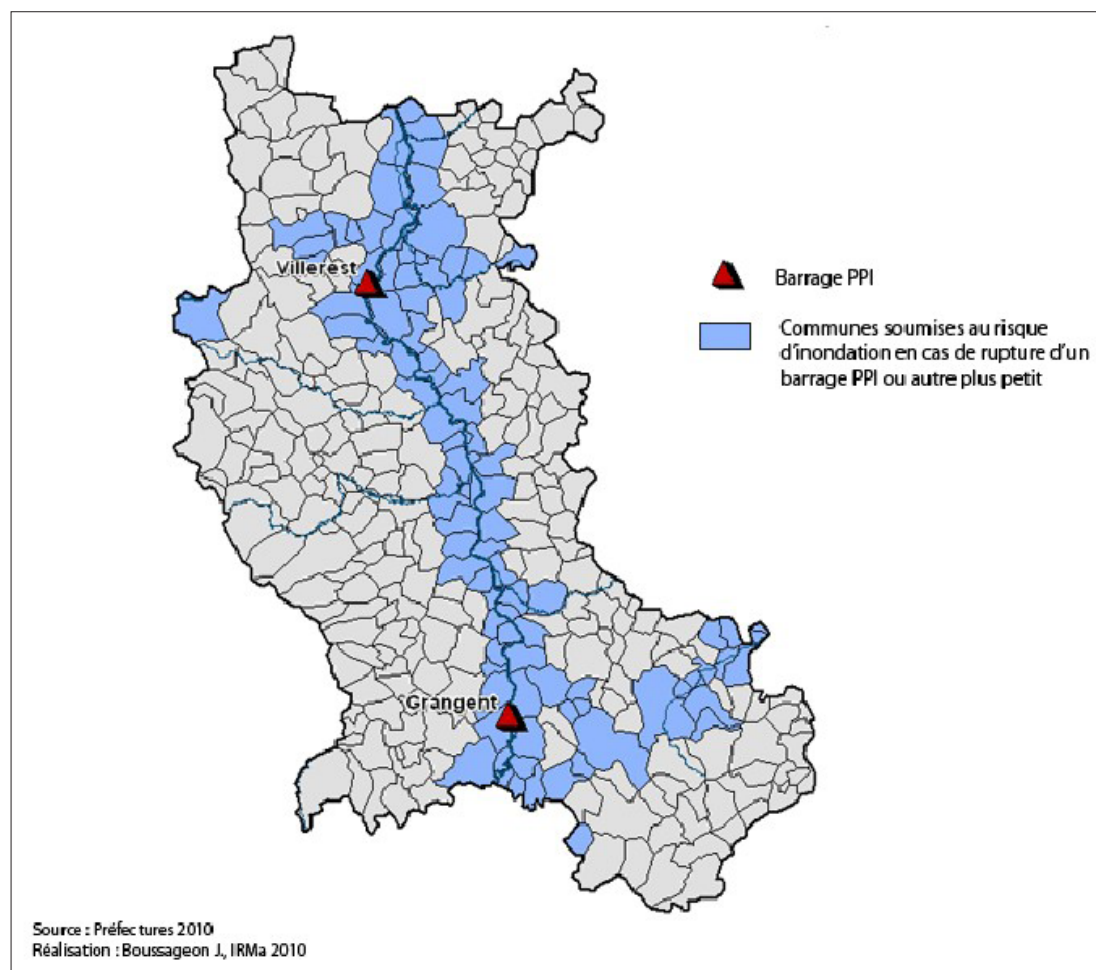 Villerest
Barrage PPI
Communes soumises au risque
d'inondation en cas de rupture d'un
barrage PPI ou autre plus petit
Grangent
Source : Préfectures 2010
Réalisation : Boussageon J., IRMa 2010